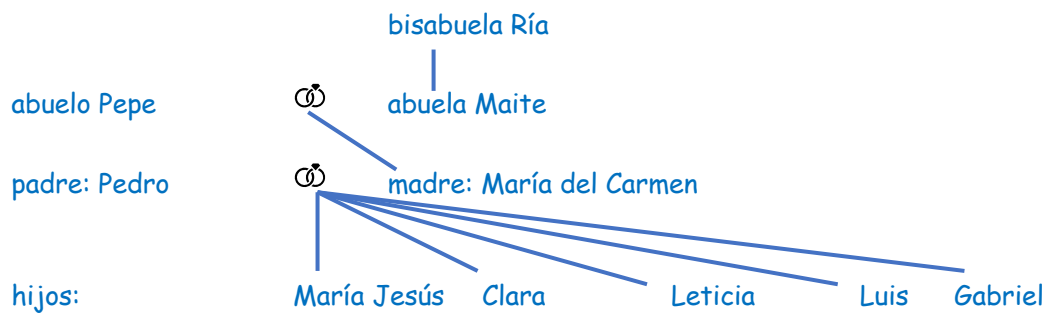 bisabuela Ría
abuelo Pepe abuela Maite
padre: Pedro madre: María del Carmen
hijos: María Jesús Clara Leticia Luis Gabriel